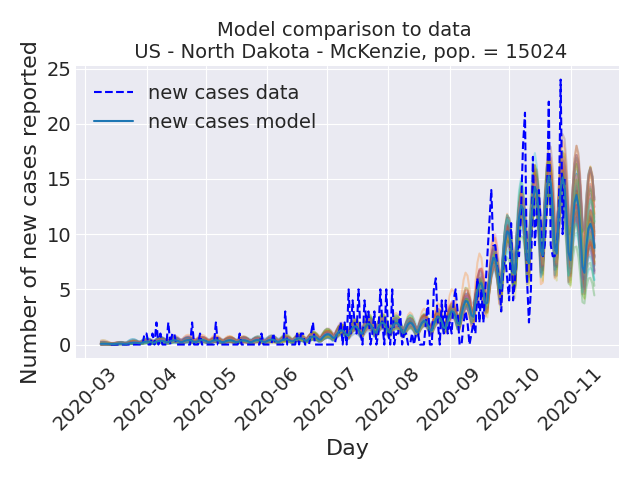 Model comparison to data
US - North Dakota - McKenzie, pop. = 15024
Number of new cases reported
25
20
15
10
5
0
new cases data
new cases model
2020-03
2020-04
2020-05
2020-06
2020-07
2020-08
2020-09
2020-10
2020-11
Day